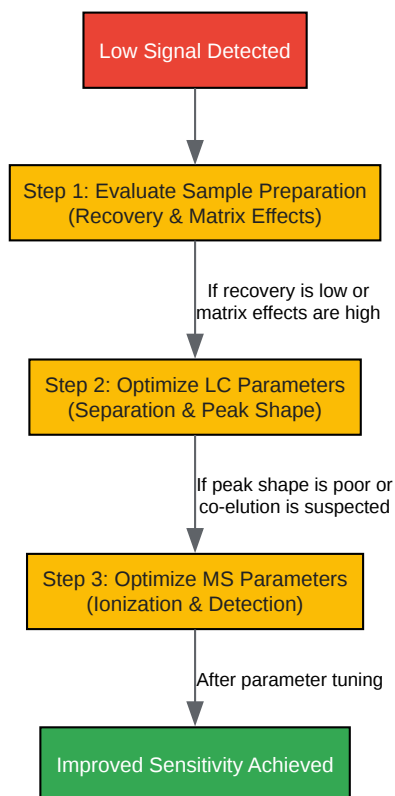 Low Signal Detected
Step 1: Evaluate Sample Preparation
(Recovery & Matrix Effects)
If recovery is low or
matrix effects are high
Step 2: Optimize LC Parameters
(Separation & Peak Shape)
If peak shape is poor or
co-elution is suspected
Step 3: Optimize MS Parameters
(Ionization & Detection)
After parameter tuning
Improved Sensitivity Achieved